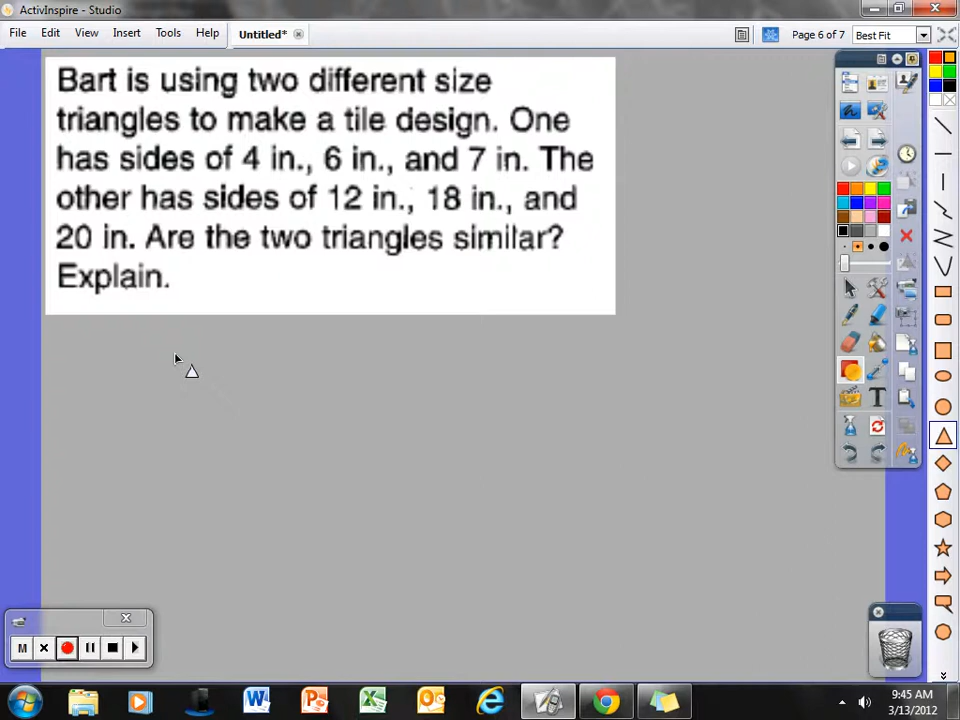 ActivInspire - Studio
File Edit View Insert Tools Help Untitled* Page 6 of 7 Best Fit
Bart is using two different size
triangles to make a tile design. One
has sides of 4 in., 6 in., and 7 in. The
other has sides of 12 in., 18 in., and
20 in. Are the two triangles similar?
Explain.
M
9:45 AM
3/13/2012